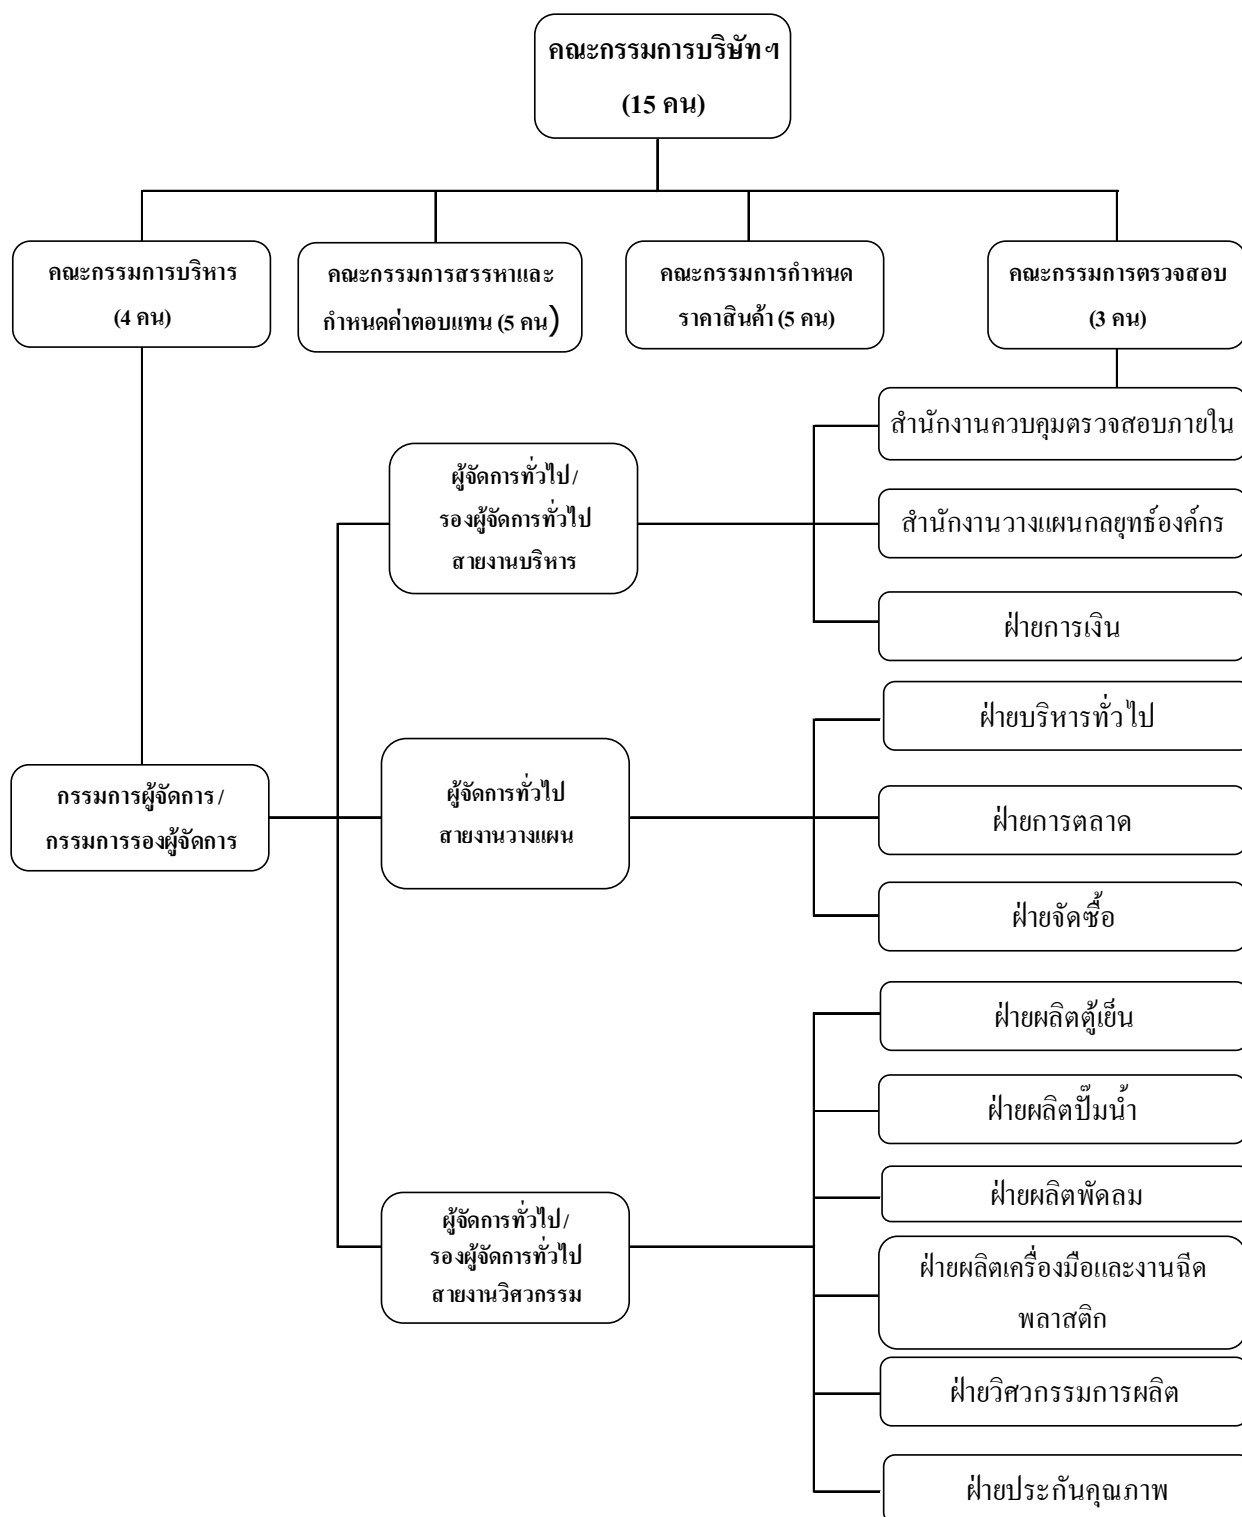 คณะกรรมการบริษัทฯ
(15 คน)
คณะกรรมการบริหาร
(4 คน)
คณะกรรมการสรรหาและ
กำหนดค่าตอบแทน (5 คน)
คณะกรรมการกำหนด
ราคาสินค้า (5 คน)
คณะกรรมการตรวจสอบ
(3 คน)
สำนักงานควบคุมตรวจสอบภายใน
ผู้จัดการทั่วไป/
รองผู้จัดการทั่วไป
สายงานบริหาร
สำนักงานวางแผนกลยุทธ์องค์กร
ฝ่ายการเงิน
ฝ่ายบริหารทั่วไป
กรรมการผู้จัดการ/
กรรมการรองผู้จัดการ
ผู้จัดการทั่วไป
สายงานวางแผน
ฝ่ายการตลาด
ฝ่ายจัดซื้อ
ฝ่ายผลิตตู้เย็น
ฝ่ายผลิตปั๊มน้ำ
ฝ่ายผลิตพัดลม
ผู้จัดการทั่วไป/
รองผู้จัดการทั่วไป
สายงานวิศวกรรม
ฝ่ายผลิตเครื่องมือและงานฉีด
พลาสติก
ฝ่ายวิศวกรรมการผลิต
ฝ่ายประกันคุณภาพ